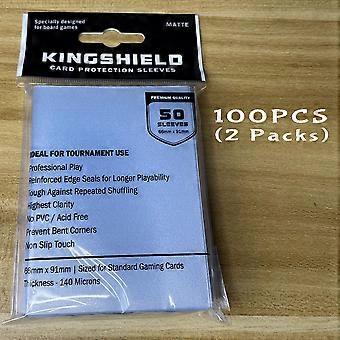 Specially designed
for board games
MATTE
KINGSHIELD
CARD PROTECTION SLEEVES
PREMIUM QUALITY
50
SLEEVES
66mm x 91mm
100PCS
(2 Packs)
IDEAL FOR TOURNAMENT USE
Professional Play
Reinforced Edge Seals for Longer Playability
Tough Against Repeated Shuffling
Highest Clarity
No PVC / Acid Free
Prevent Bent Corners
Non Slip Touch
66mm x 91mm | Sized for Standard Gaming Cards
Thickness - 140 Microns